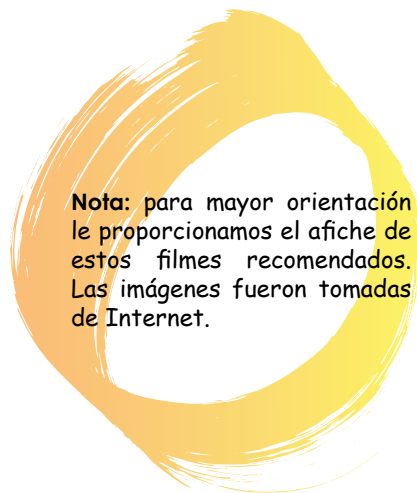 Nota: para mayor orientación
le proporcionamos el afiche de
estos filmes recomendados.
Las imágenes fueron tomadas
de Internet.